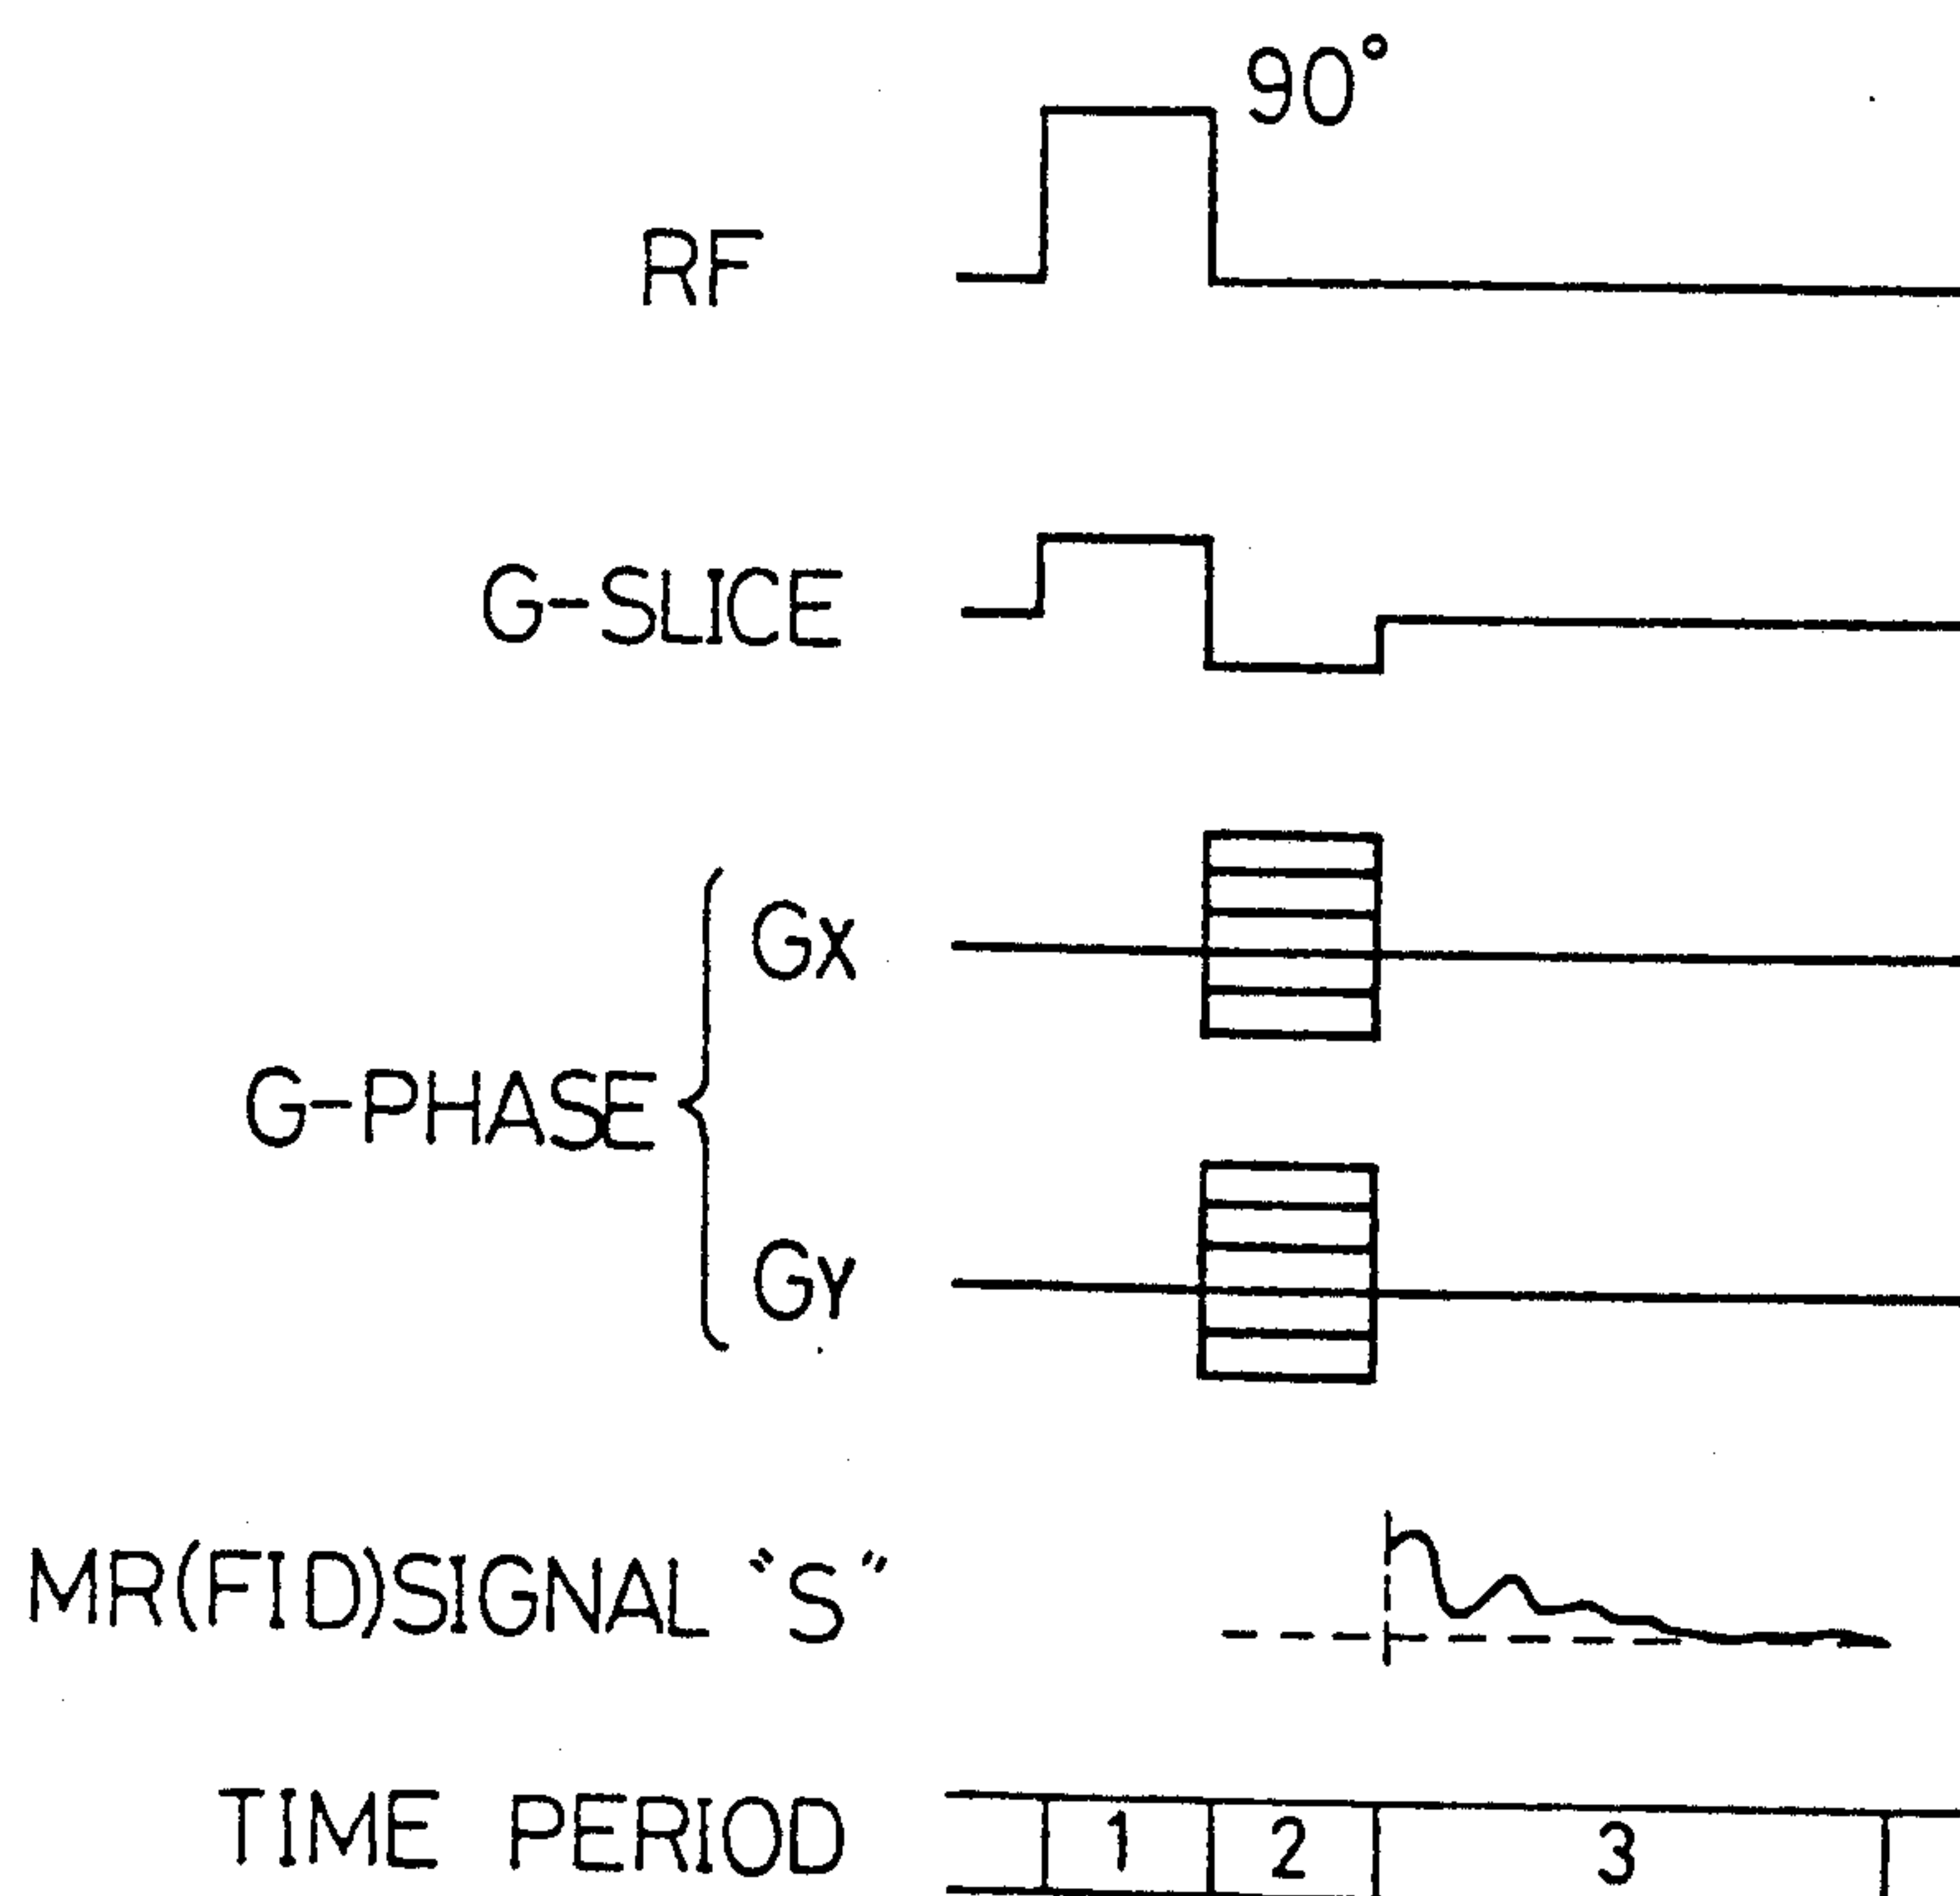 90°
RF
G-SLICE
GX
G-PHASE
GY
MR(FID)SIGNAL "S"
TIME PERIOD 1 2 3